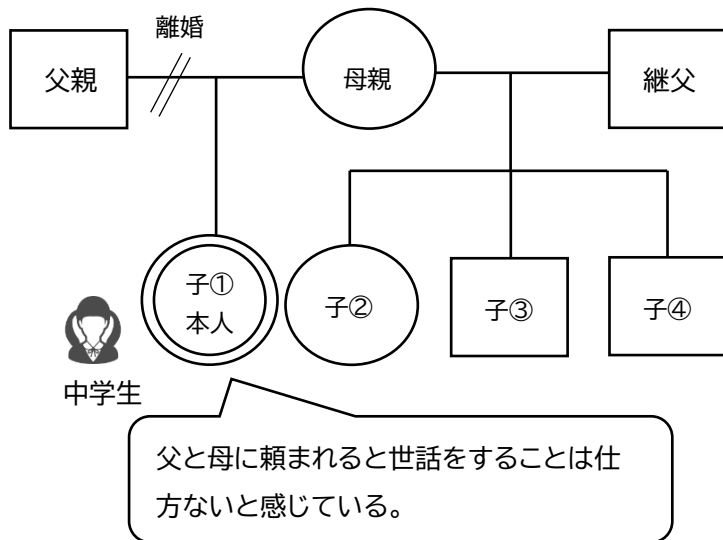 離婚
父親
母親
継父
子①
本人
子②
子③
子④
中学生
父と母に頼まれると世話をすることは仕
方ないと感じている。